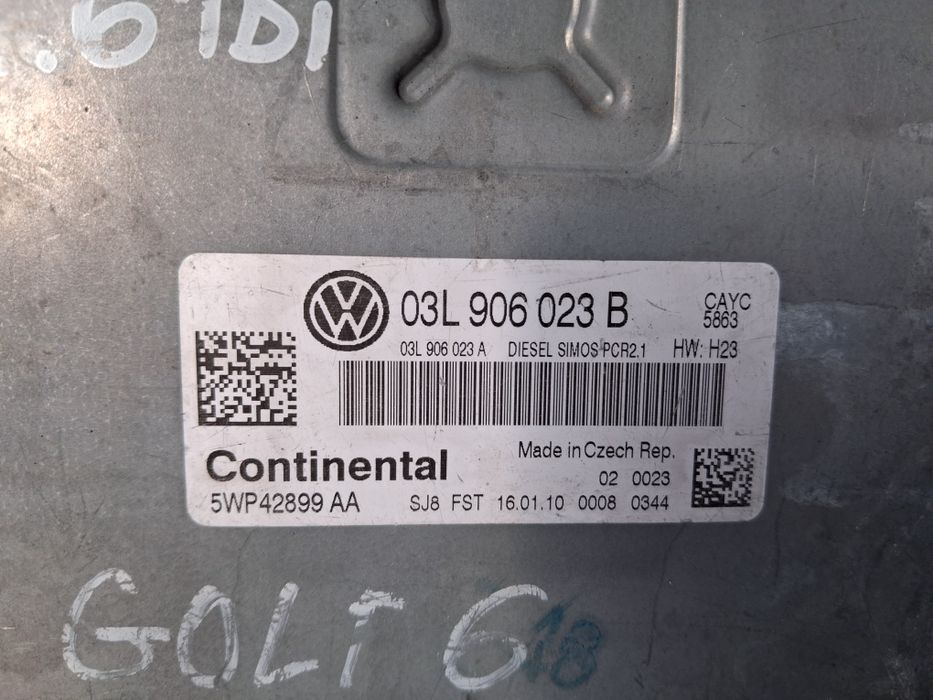 .6 TDI
03L 906 023 B
CAYC
5863
03L 906 023 A DIESEL SIMOS PCR2.1 HW: H23
Continental
Made in Czech Rep.
02 0023
5WP42899 AA SJ8 FST 16.01.10 0008 0344
GOLF 6 18